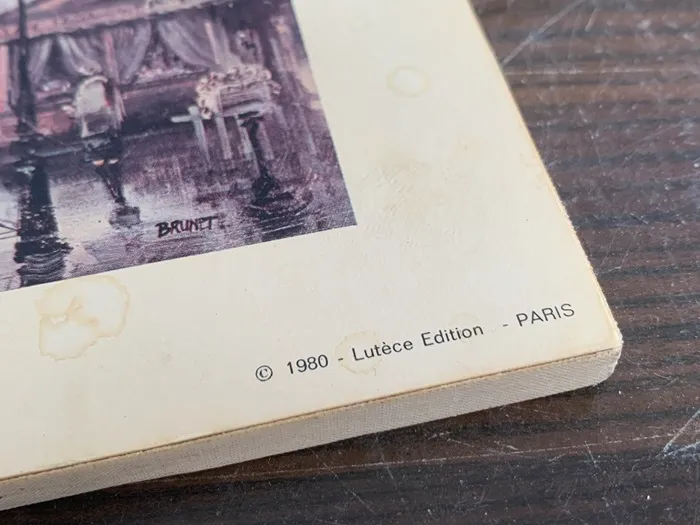 BRUNET
© 1980 - Lutèce Edition - PARIS